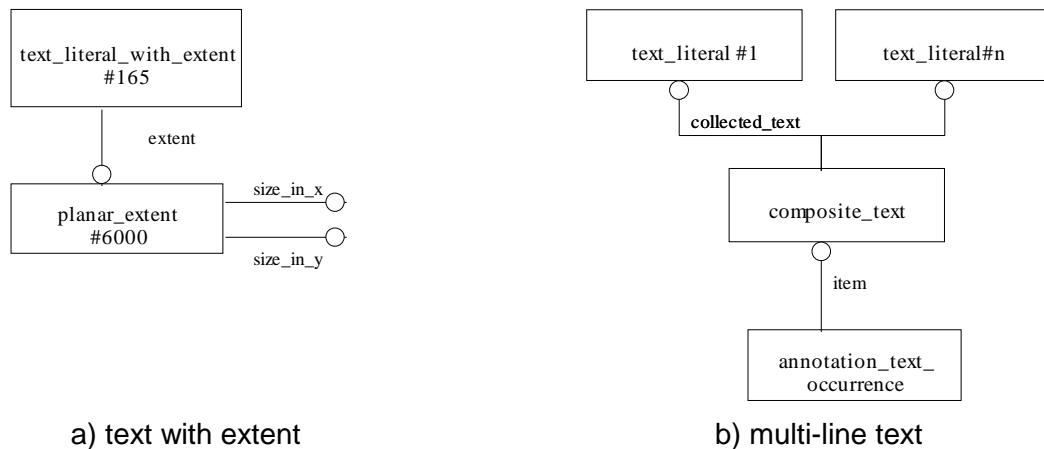 text_literal_with_extent
#165
extent
planar_extent
#6000
size_in_x
size_in_y
a) text with extent
text_literal #1
text_literal#n
collected_text
composite_text
item
annotation_text_
occurrence
b) multi-line text